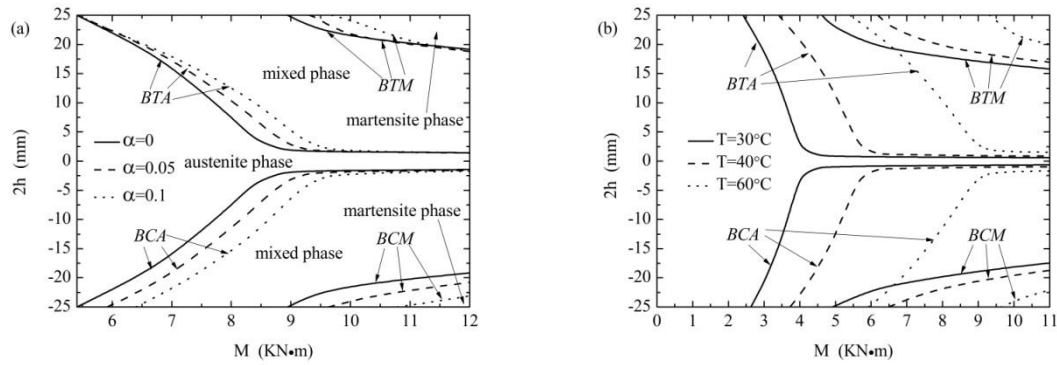 (a)
25
20
15
10
5
0
-5
-10
-15
-20
-25
2h (mm)
BTA
mixed phase
BTM
martensite phase
α=0
α=0.05
α=0.1
austenite phase
martensite phase
BCA
mixed phase
BCM
6 7 8 9 10 11 12
M (KN•m)
(b)
25
20
15
10
5
0
-5
-10
-15
-20
-25
2h (mm)
BTA
BTM
T=30°C
T=40°C
T=60°C
BCA
BCM
0 1 2 3 4 5 6 7 8 9 10 11
M (KN•m)